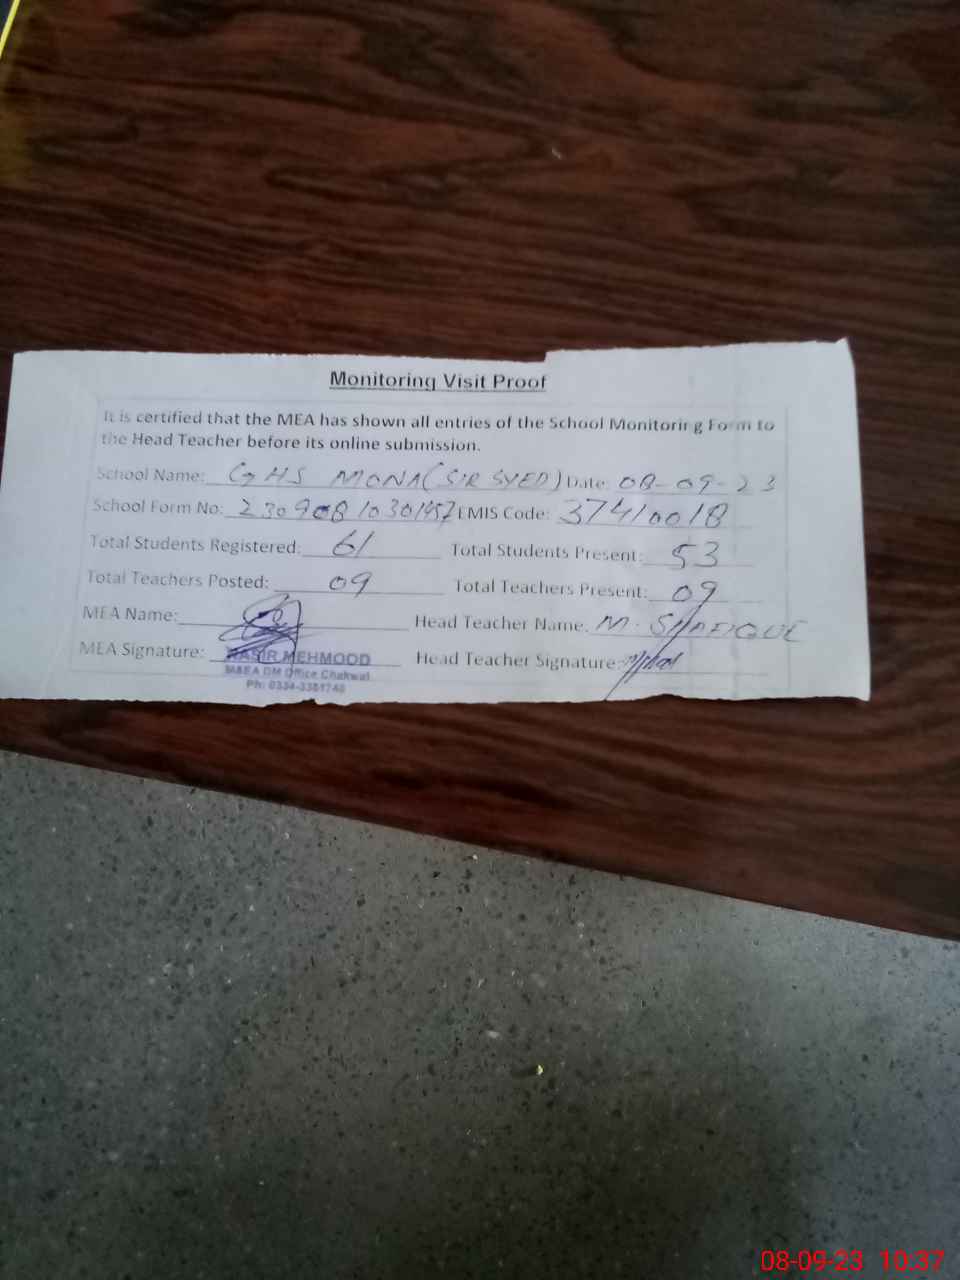 Monitoring Visit Proof
It is certified that the MEA has shown all entries of the School Monitoring Form to
the Head Teacher before its online submission.
School Name: GHS MONA (SIR SYED) Date: 08-09-23
School Form No: EMIS Code: 37410018
Total Students Registered: 61 Total Students Present: 53
Total Teachers Posted: 09 Total Teachers Present: 09
MEA Name: Head Teacher Name: M. SHAFIQUE
MEA Signature: MEHMOOD Head Teacher Signature:
DM Office Chakwal
08-09-23 10:37